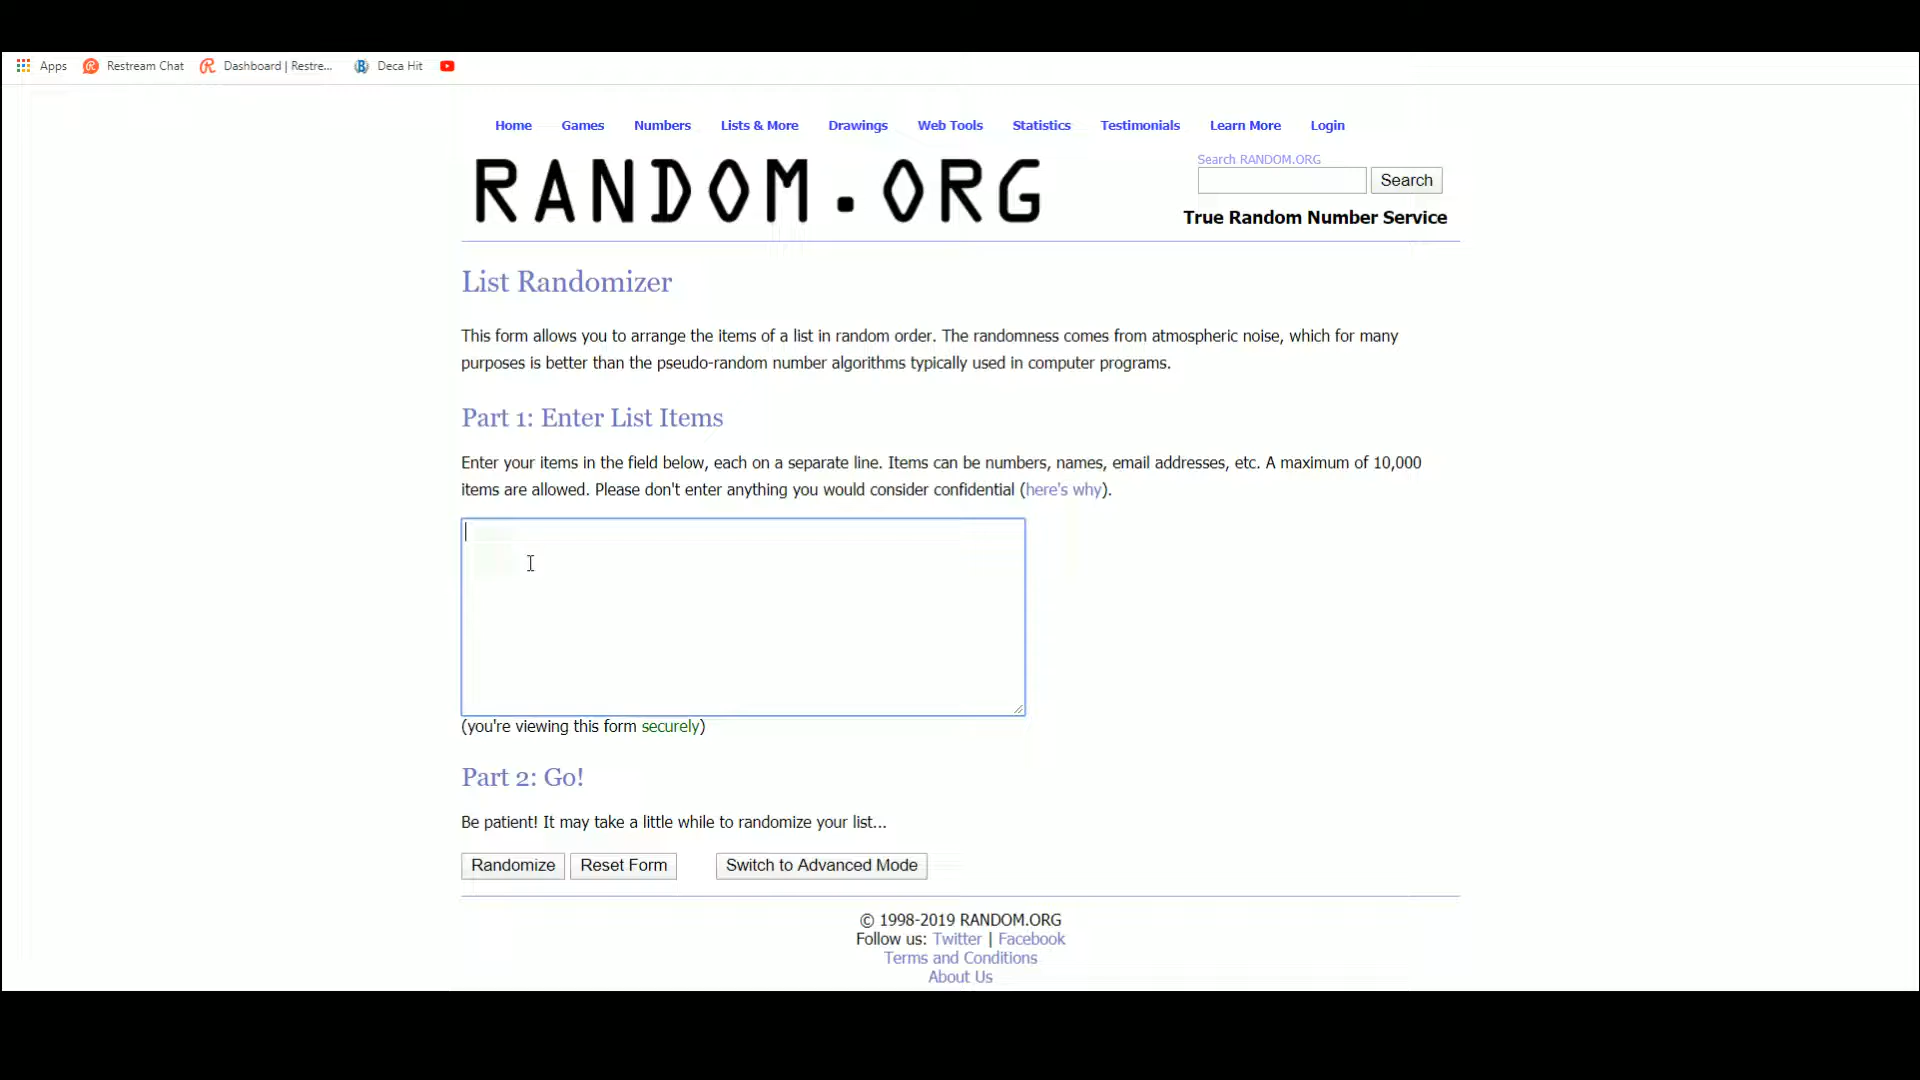 Apps Restream Chat Dashboard | Restre... Deca Hit
Home Games Numbers Lists & More Drawings Web Tools Statistics Testimonials Learn More Login
RANDOM.ORG
Search RANDOM.ORG
Search
True Random Number Service
List Randomizer
This form allows you to arrange the items of a list in random order. The randomness comes from atmospheric noise, which for many
purposes is better than the pseudo-random number algorithms typically used in computer programs.
Part 1: Enter List Items
Enter your items in the field below, each on a separate line. Items can be numbers, names, email addresses, etc. A maximum of 10,000
items are allowed. Please don't enter anything you would consider confidential (here's why).
(you're viewing this form securely)
Part 2: Go!
Be patient! It may take a little while to randomize your list...
Randomize Reset Form Switch to Advanced Mode
© 1998-2019 RANDOM.ORG
Follow us: Twitter | Facebook
Terms and Conditions
About Us